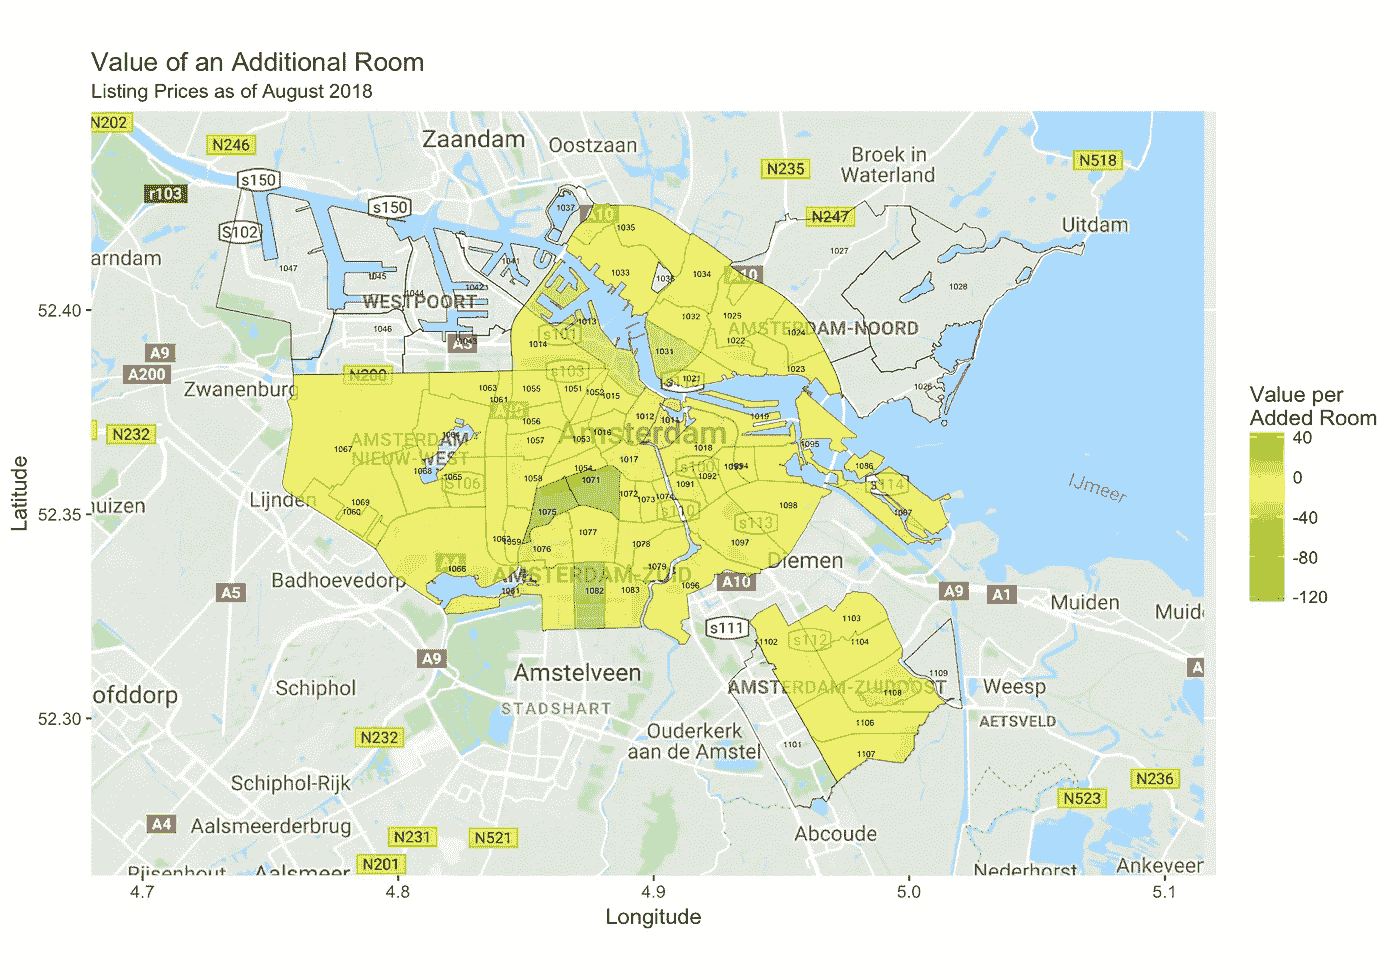 Value of an Additional Room
Listing Prices as of August 2018
N202
N246
Zaandam
Oostzaan
N235
Broek in
Waterland
N518
r103
s150
s150
S102
1037
A10
N247
Uitdam
1035
1027
arndam
1047
1045
1044
1042
1041
1033
1034
1028
WESTPOORT
1046
1043
1013
1032
1025
AMSTERDAM-NOORD
1024
52.40
s101
1014
1031
1022
1023
1026
A9
A200
A5
N200
s103
1021
Zwanenburg
1063
1061
1055
1051
1052
1015
1012
1011
1019
N232
1056
1057
1053
1016
Amsterdam
1018
1095
AMSTERDAM
NIEUW-WEST
1067
1064
1068
1065
S106
1058
1054
1071
1017
s100
1092
1091
1093
1094
1086
s114
1087
IJmeer
Lijnden
huizen
1069
1060
1075
1072
1073
1074
s110
s113
1098
52.35
1062
1059
1076
1077
1078
1079
1097
Diemen
1066
AMSTERDAM-ZUID
1081
1082
1083
1096
A10
A9
A1
Badhoevedorp
A5
Muiden
Muid
s111
1102
1103
s112
1104
1109
A9
Amstelveen
STADSHART
AMSTERDAM-ZUIDOOST
1108
Weesp
AETSVELD
A
ofddorp
Schiphol
52.30
N232
Ouderkerk
aan de Amstel
1101
1106
1107
Schiphol-Rijk
N236
N523
A4
Aalsmeerderbrug
N231
N521
Abcoude
N201
Rijsenhout
Aalsmeer
Nederhorst
Ankeveer
4.7
4.8
4.9
5.0
5.1
Longitude
Latitude
Value per
Added Room
40
0
-40
-80
-120